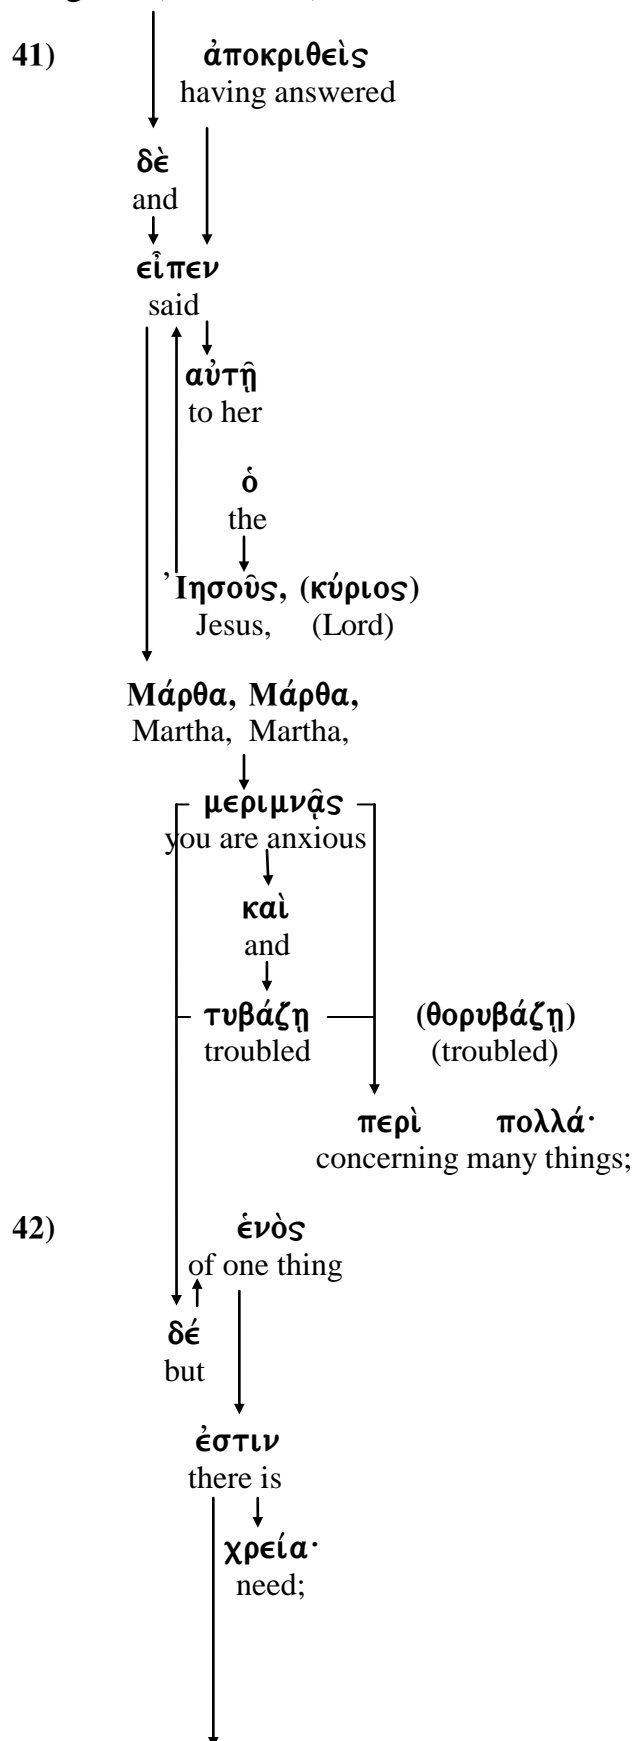 41) ἀποκριθεὶς
having answered
δὲ
and
εἶπεν
said
αὐτῇ
to her
ὁ
the
Ἰησοῦς, (κύριος)
Jesus, (Lord)
Μάρθα, Μάρθα,
Martha, Martha,
μεριμνᾷς
you are anxious
καὶ
and
τυβάζῃ (θορυβάζῃ)
troubled (troubled)
περὶ πολλά·
concerning many things;
42) ἑνὸς
of one thing
δέ
but
ἐστιν
there is
χρεία·
need;